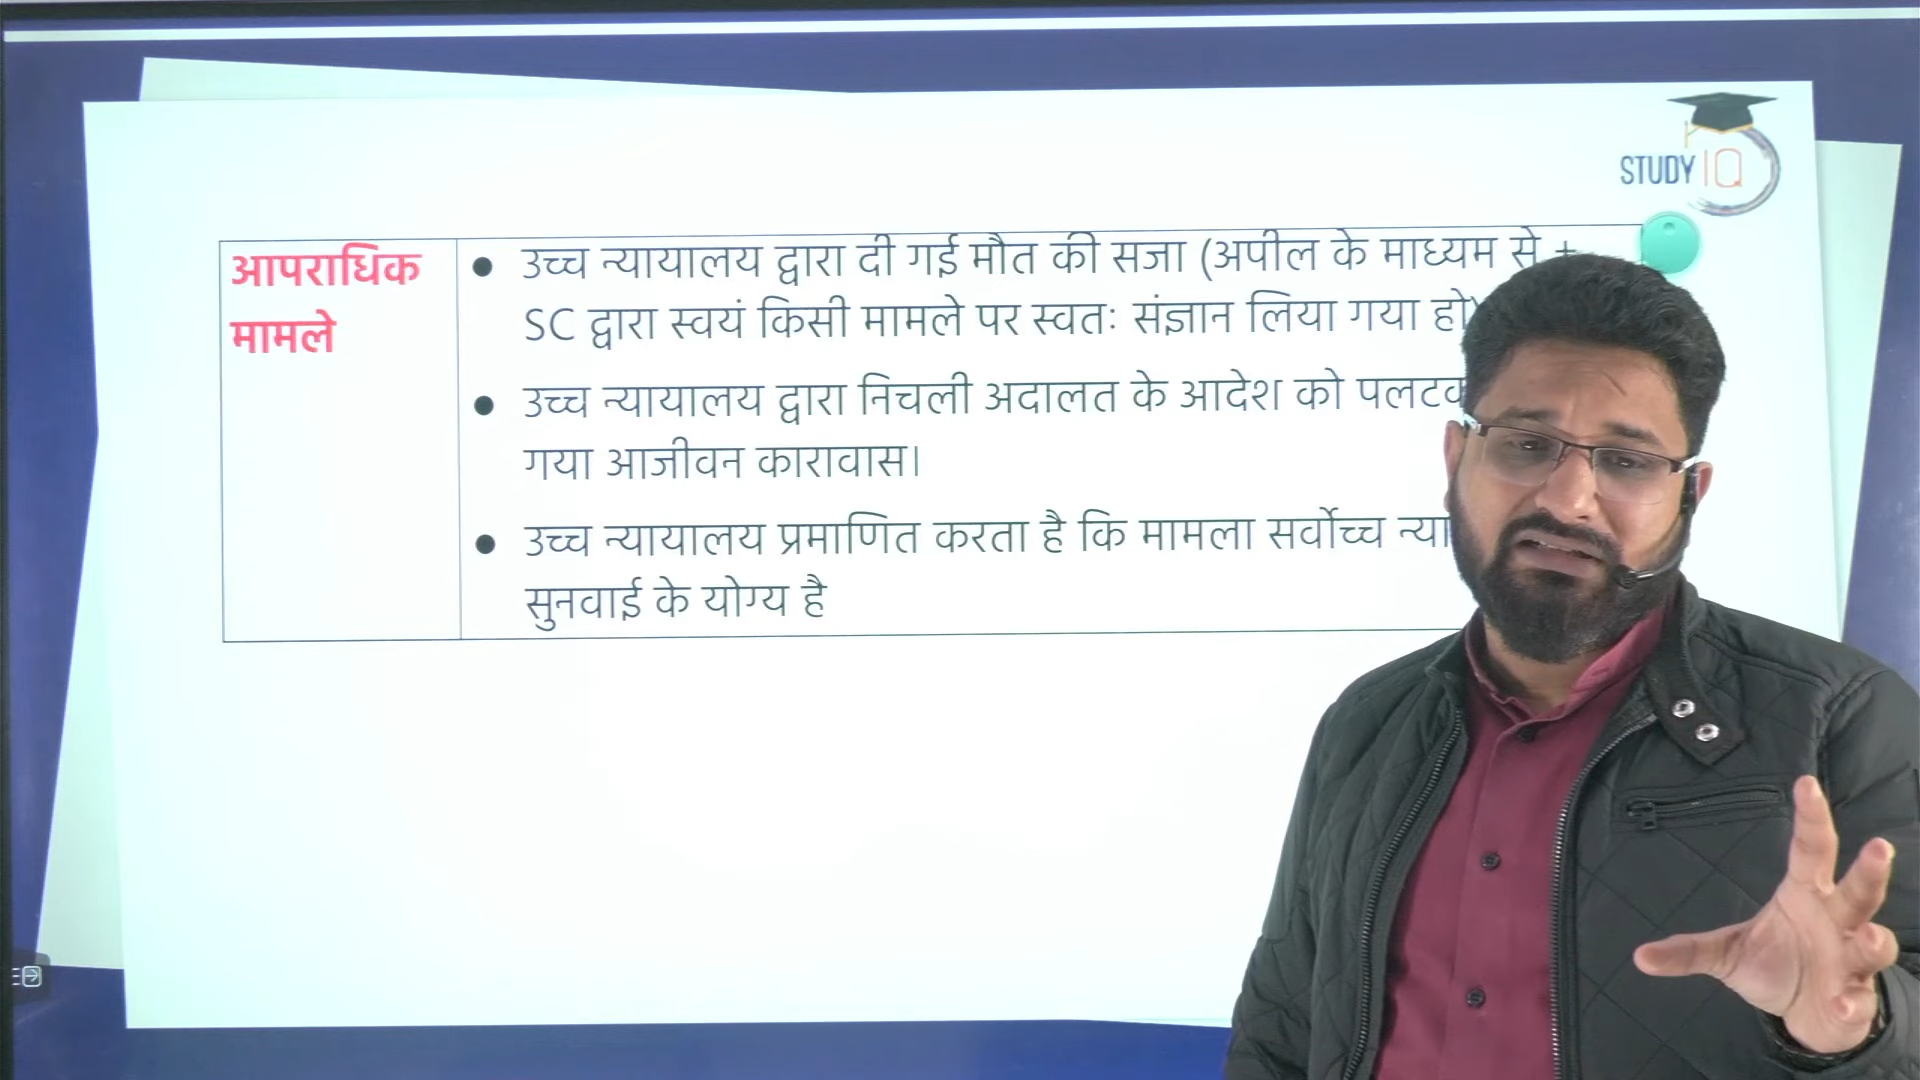 STUDY IQ
आपराधिक
मामले
● उच्च न्यायालय द्वारा दी गई मौत की सजा (अपील के माध्यम से +
SC द्वारा स्वयं किसी मामले पर स्वतः संज्ञान लिया गया हो)
● उच्च न्यायालय द्वारा निचली अदालत के आदेश को
गया आजीवन कारावास।
● उच्च न्यायालय प्रमाणित करता है कि मामला सर्वोच्च
सुनवाई के योग्य है